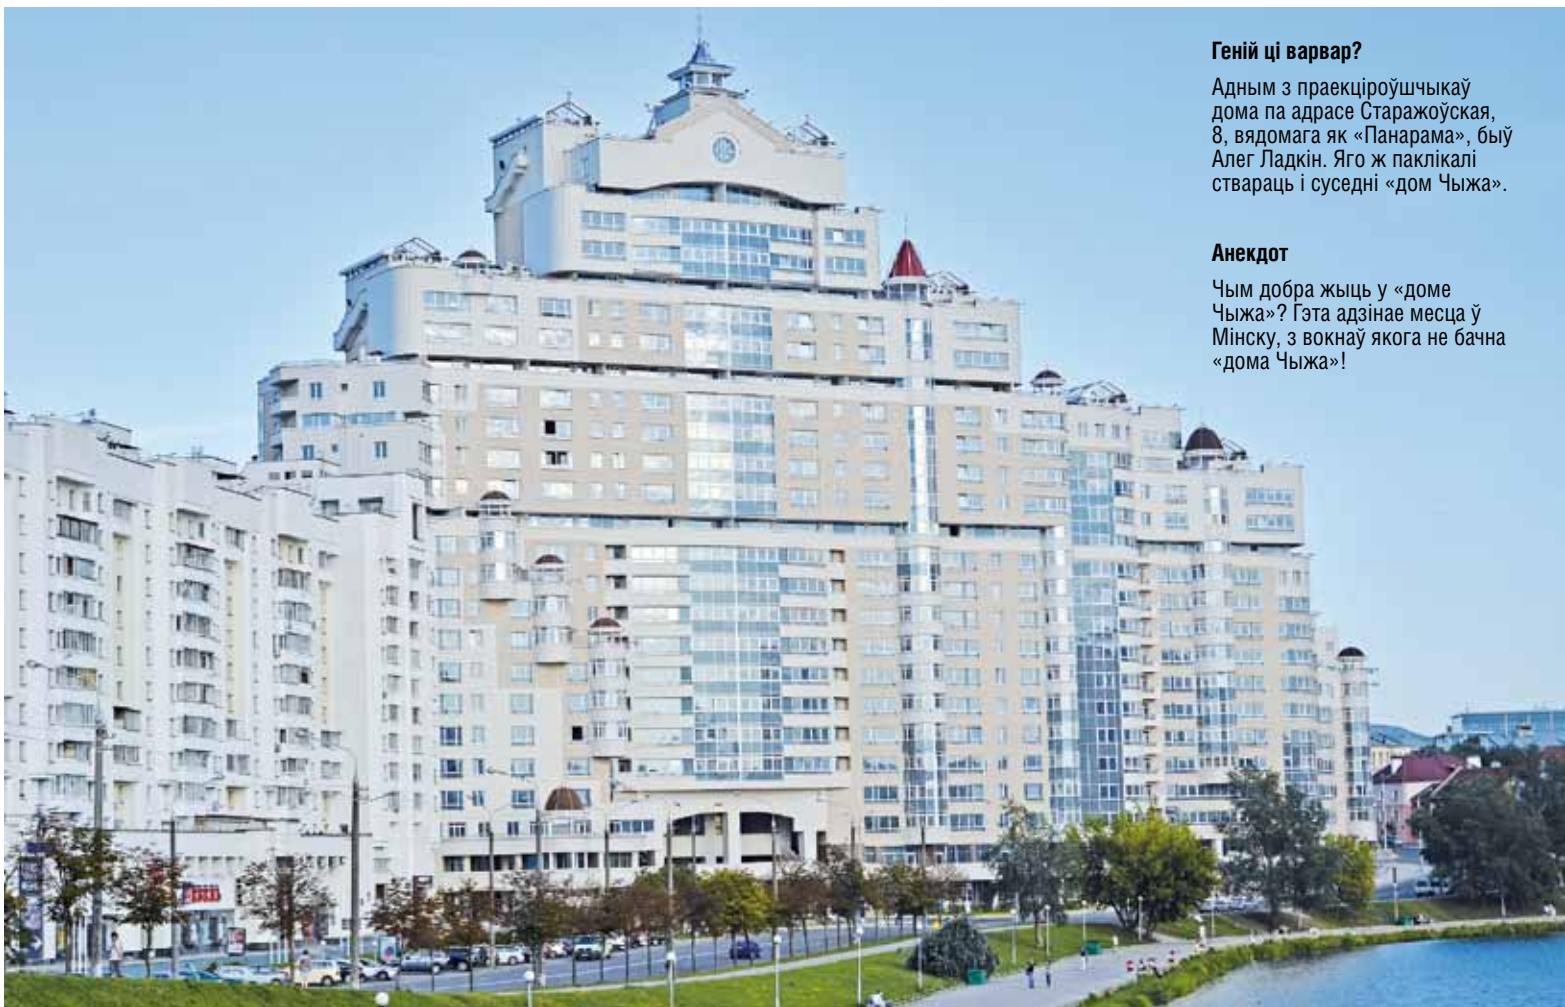 Геній ці варвар?
Адным з праекціроўшчыкаў
дома па адрасе Старажоўская,
8, вядомага як «Панарама», быў
Алег Ладкін. Яго ж паклікалі
ствараць і суседні «дом Чыжа».
Анекдот
Чым добра жыць у «доме
Чыжа»? Гэта адзінае месца ў
Мінску, з вокнаў якога не бачна
«дома Чыжа»!